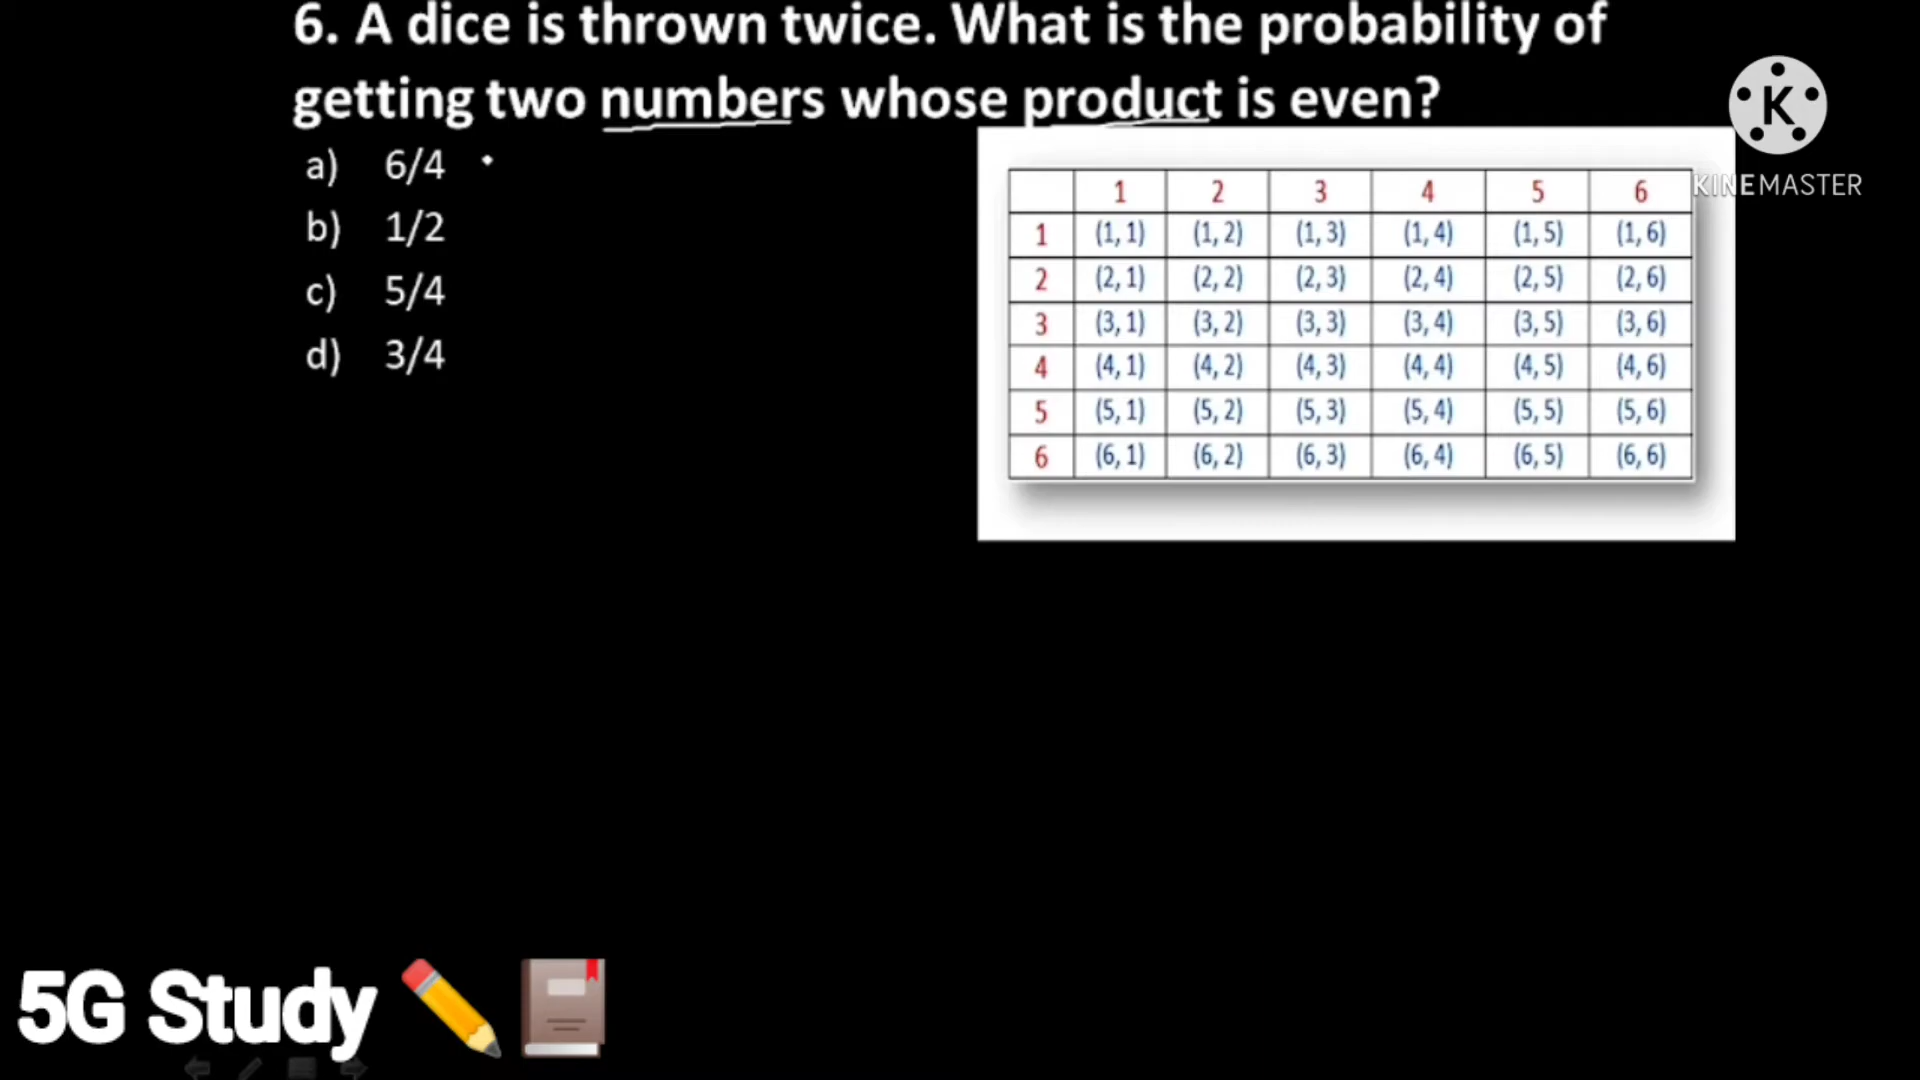 6. A dice is thrown twice. What is the probability of
getting two numbers whose product is even?
a) 6/4
b) 1/2
c) 5/4
d) 3/4
K
KINEMASTER
1 2 3 4 5 6
1 (1, 1) (1, 2) (1, 3) (1, 4) (1, 5) (1, 6)
2 (2, 1) (2, 2) (2, 3) (2, 4) (2, 5) (2, 6)
3 (3, 1) (3, 2) (3, 3) (3, 4) (3, 5) (3, 6)
4 (4, 1) (4, 2) (4, 3) (4, 4) (4, 5) (4, 6)
5 (5, 1) (5, 2) (5, 3) (5, 4) (5, 5) (5, 6)
6 (6, 1) (6, 2) (6, 3) (6, 4) (6, 5) (6, 6)
5G Study